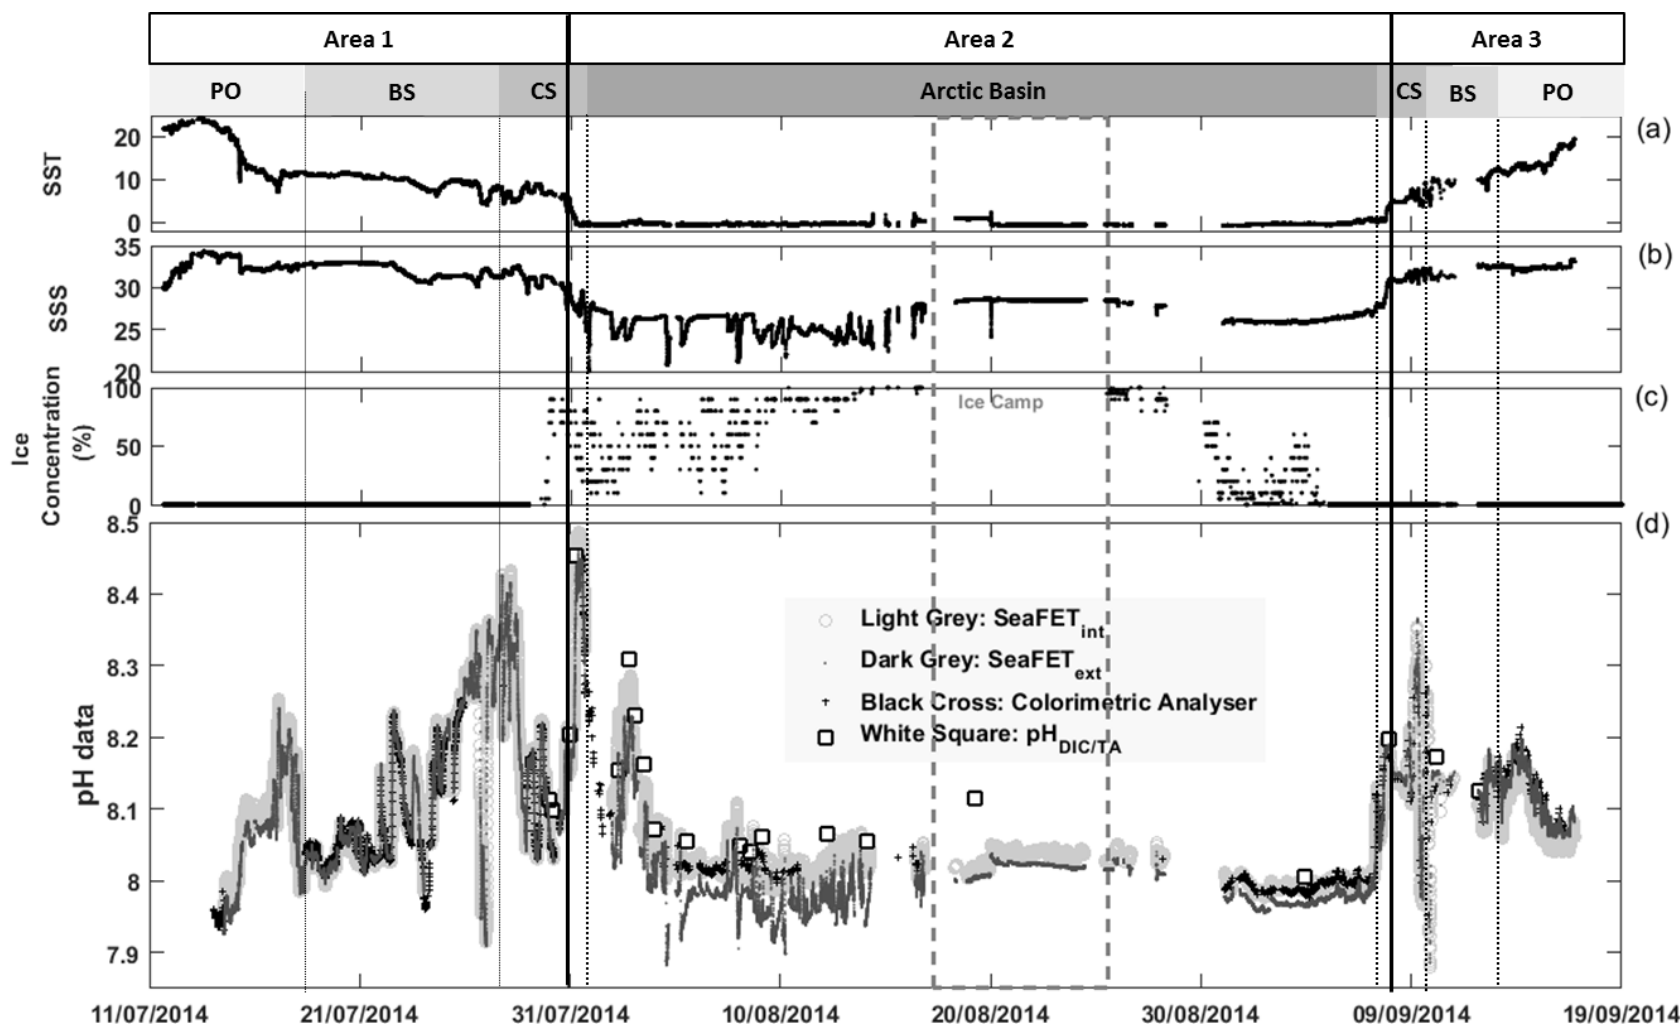 Area 1 Area 2 Area 3
PO BS CS Arctic Basin CS BS PO
(a)
SST
20
10
0
(b)
SSS
35
30
25
20
(c)
Ice
Concentration
(%)
100
50
0
Ice Camp
(d)
pH data
8.5
8.4
8.3
8.2
8.1
8
7.9
Light Grey: SeaFETint
Dark Grey: SeaFEText
Black Cross: Colorimetric Analyser
White Square: pHDIC/TA
11/07/2014 21/07/2014 31/07/2014 10/08/2014 20/08/2014 30/08/2014 09/09/2014 19/09/2014